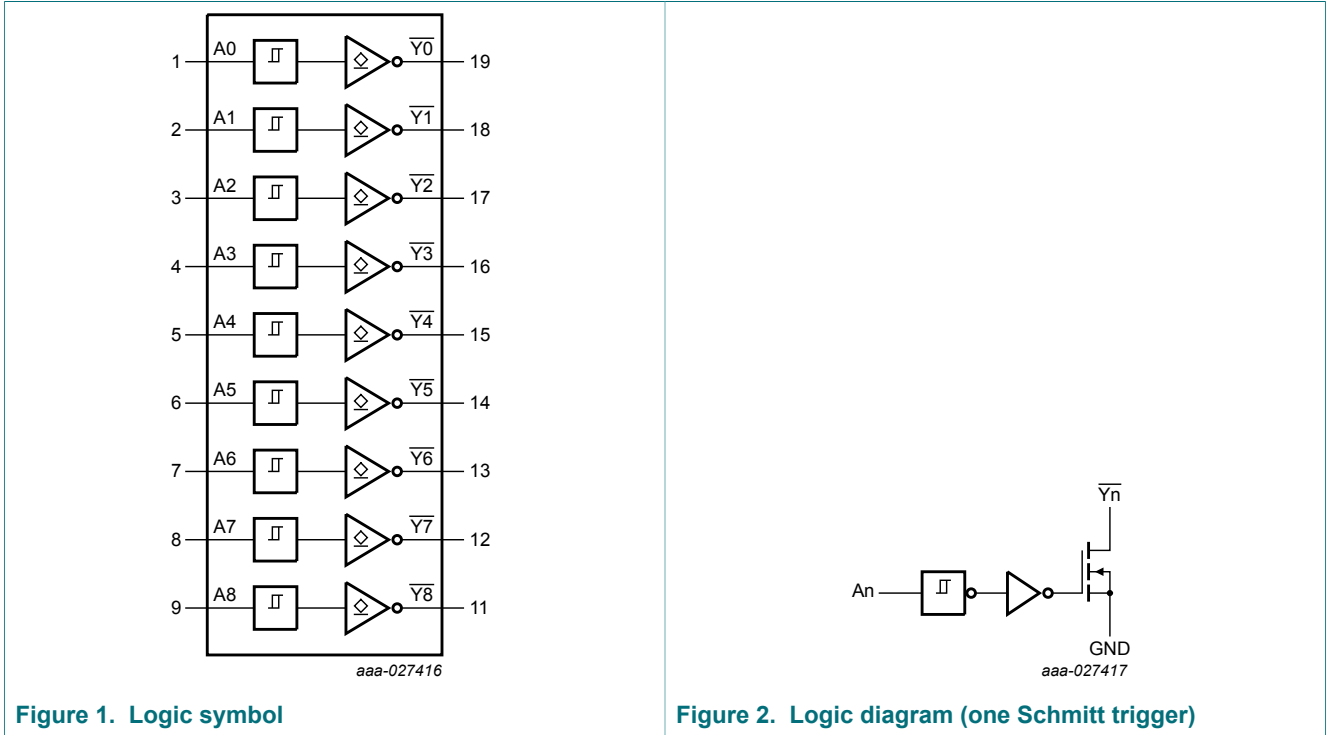 1 A0 Y0 19
2 A1 Y1 18
3 A2 Y2 17
4 A3 Y3 16
5 A4 Y4 15
6 A5 Y5 14
7 A6 Y6 13
8 A7 Y7 12
9 A8 Y8 11
aaa-027416
Figure 1. Logic symbol
Yn
An
GND
aaa-027417
Figure 2. Logic diagram (one Schmitt trigger)